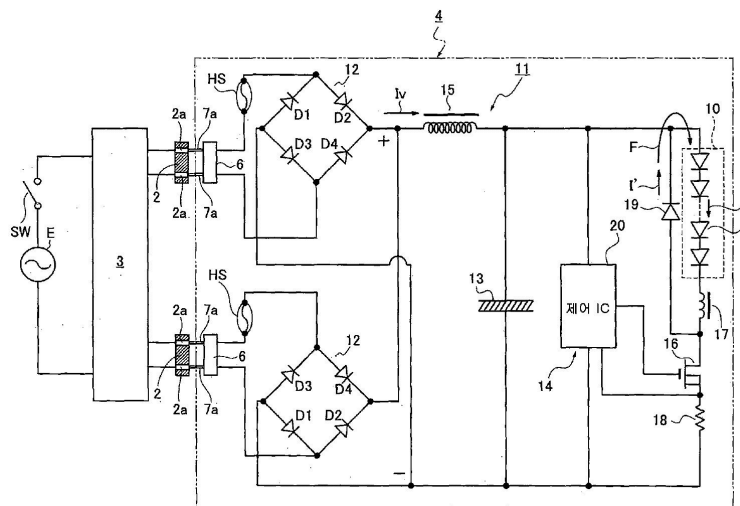 4
HS
12
Iv
15
11
D1
D2
10
2a
7a
D3
D4
F
+
I'
2
2a
7a
6
19
SW
E
3
20
HS
13
제어 IC
17
2a
7a
12
16
14
D3
D4
6
2
2a
7a
D1
D2
18
−